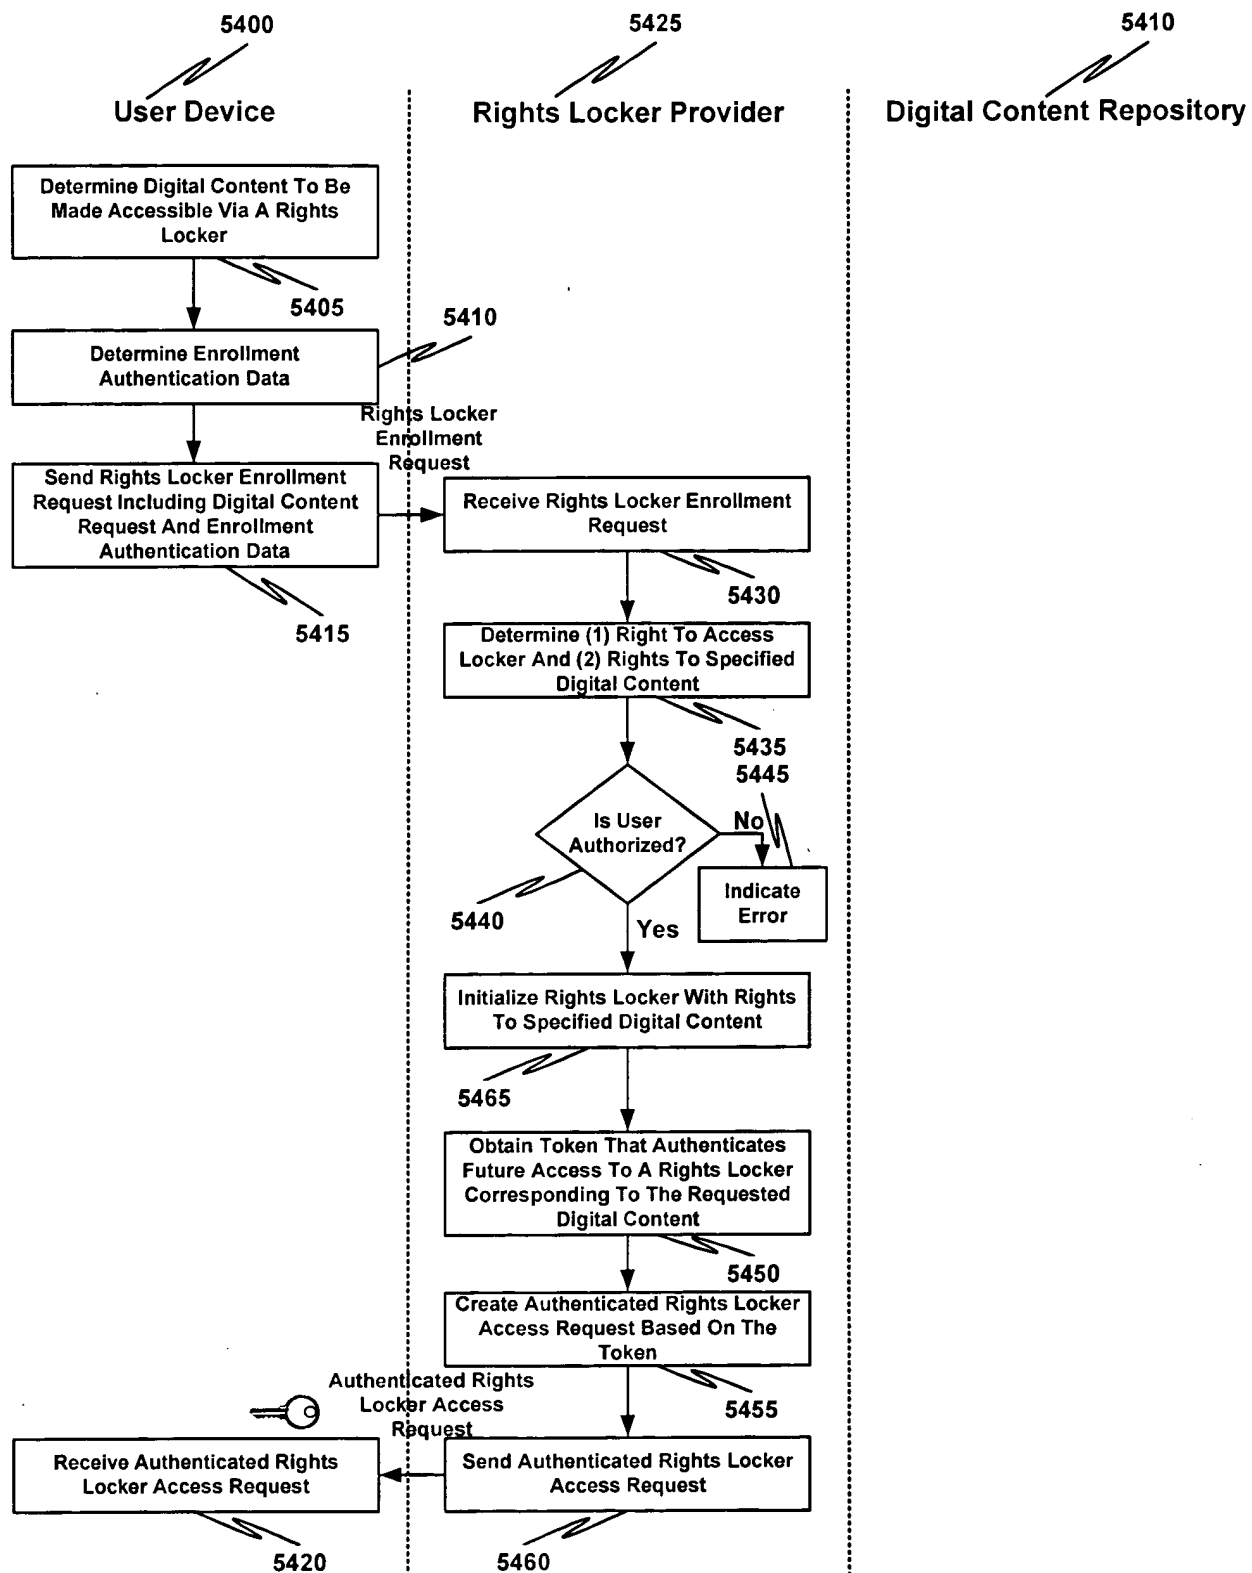 5400
5425
5410
User Device
Rights Locker Provider
Digital Content Repository
Determine Digital Content To Be
Made Accessible Via A Rights
Locker
5405
5410
Determine Enrollment
Authentication Data
Rights Locker
Enrollment
Request
Send Rights Locker Enrollment
Request Including Digital Content
Request And Enrollment
Authentication Data
5415
Receive Rights Locker Enrollment
Request
5430
Determine (1) Right To Access
Locker And (2) Rights To Specified
Digital Content
5435
5445
Is User
Authorized?
No
5440
Indicate
Error
Yes
Initialize Rights Locker With Rights
To Specified Digital Content
5465
Obtain Token That Authenticates
Future Access To A Rights Locker
Corresponding To The Requested
Digital Content
5450
Create Authenticated Rights Locker
Access Request Based On The
Token
5455
Authenticated Rights
Locker Access
Request
Send Authenticated Rights Locker
Access Request
5460
Receive Authenticated Rights
Locker Access Request
5420